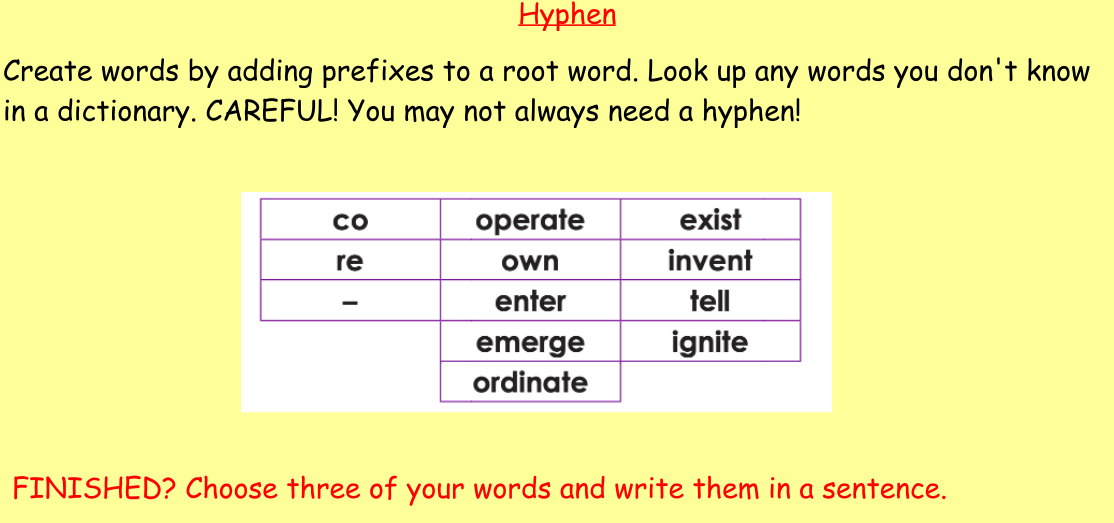 Hyphen
Create words by adding prefixes to a root word. Look up any words you don't know
in a dictionary. CAREFUL! You may not always need a hyphen!
co operate exist
re own invent
– enter tell
emerge ignite
ordinate
FINISHED? Choose three of your words and write them in a sentence.